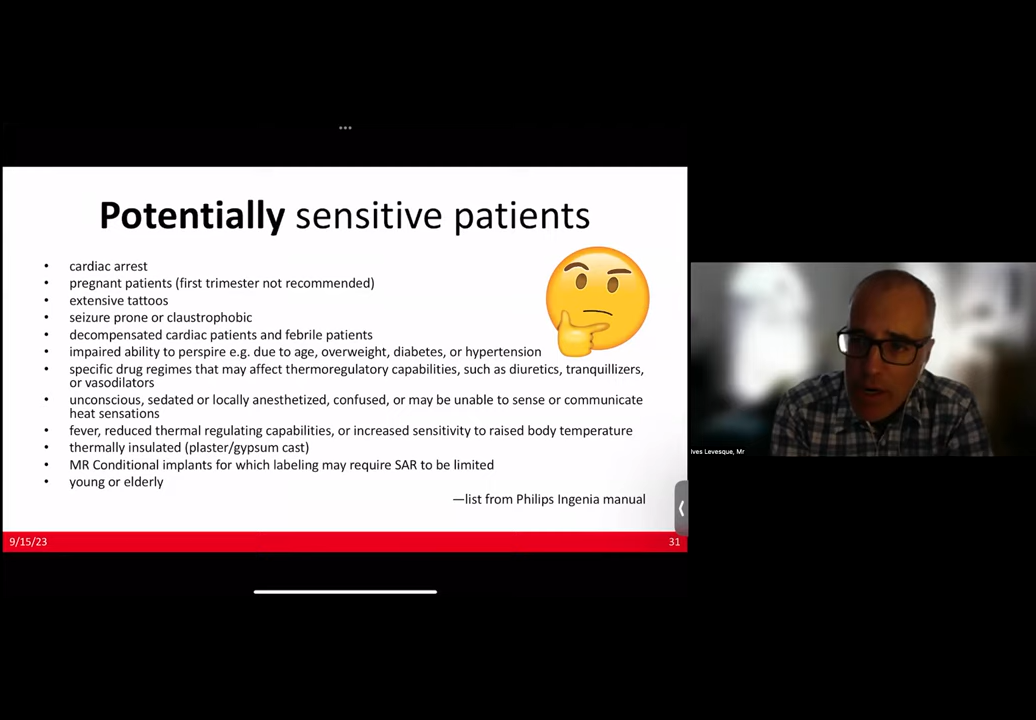 Potentially sensitive patients
• cardiac arrest
• pregnant patients (first trimester not recommended)
• extensive tattoos
• seizure prone or claustrophobic
• decompensated cardiac patients and febrile patients
• impaired ability to perspire e.g. due to age, overweight, diabetes, or hypertension
• specific drug regimes that may affect thermoregulatory capabilities, such as diuretics, tranquillizers,
or vasodilators
• unconscious, sedated or locally anesthetized, confused, or may be unable to sense or communicate
heat sensations
• fever, reduced thermal regulating capabilities, or increased sensitivity to raised body temperature
• thermally insulated (plaster/gypsum cast)
• MR Conditional implants for which labeling may require SAR to be limited
• young or elderly
—list from Philips Ingenia manual
9/15/23
31
Ives Levesque, Mr